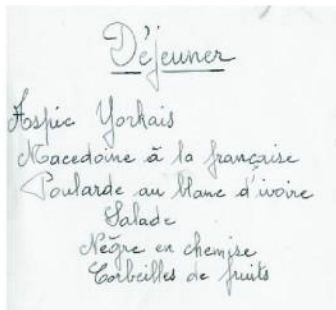 Déjeuner
Aspic Yorkais
Macedoine à la française
Poularde au blanc d'ivoire
Salade
Nègre en chemise
Corbeilles de fruits